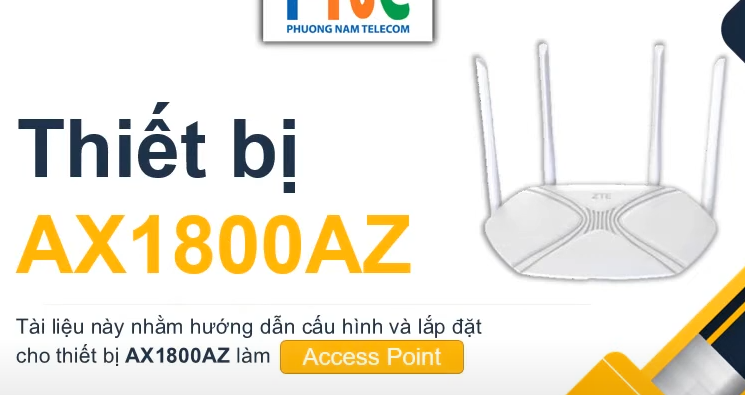 PHUONG NAM TELECOM
ZTE
Thiết bị
AX1800AZ
Tài liệu này nhằm hướng dẫn cấu hình và lắp đặt
cho thiết bị AX1800AZ làm Access Point